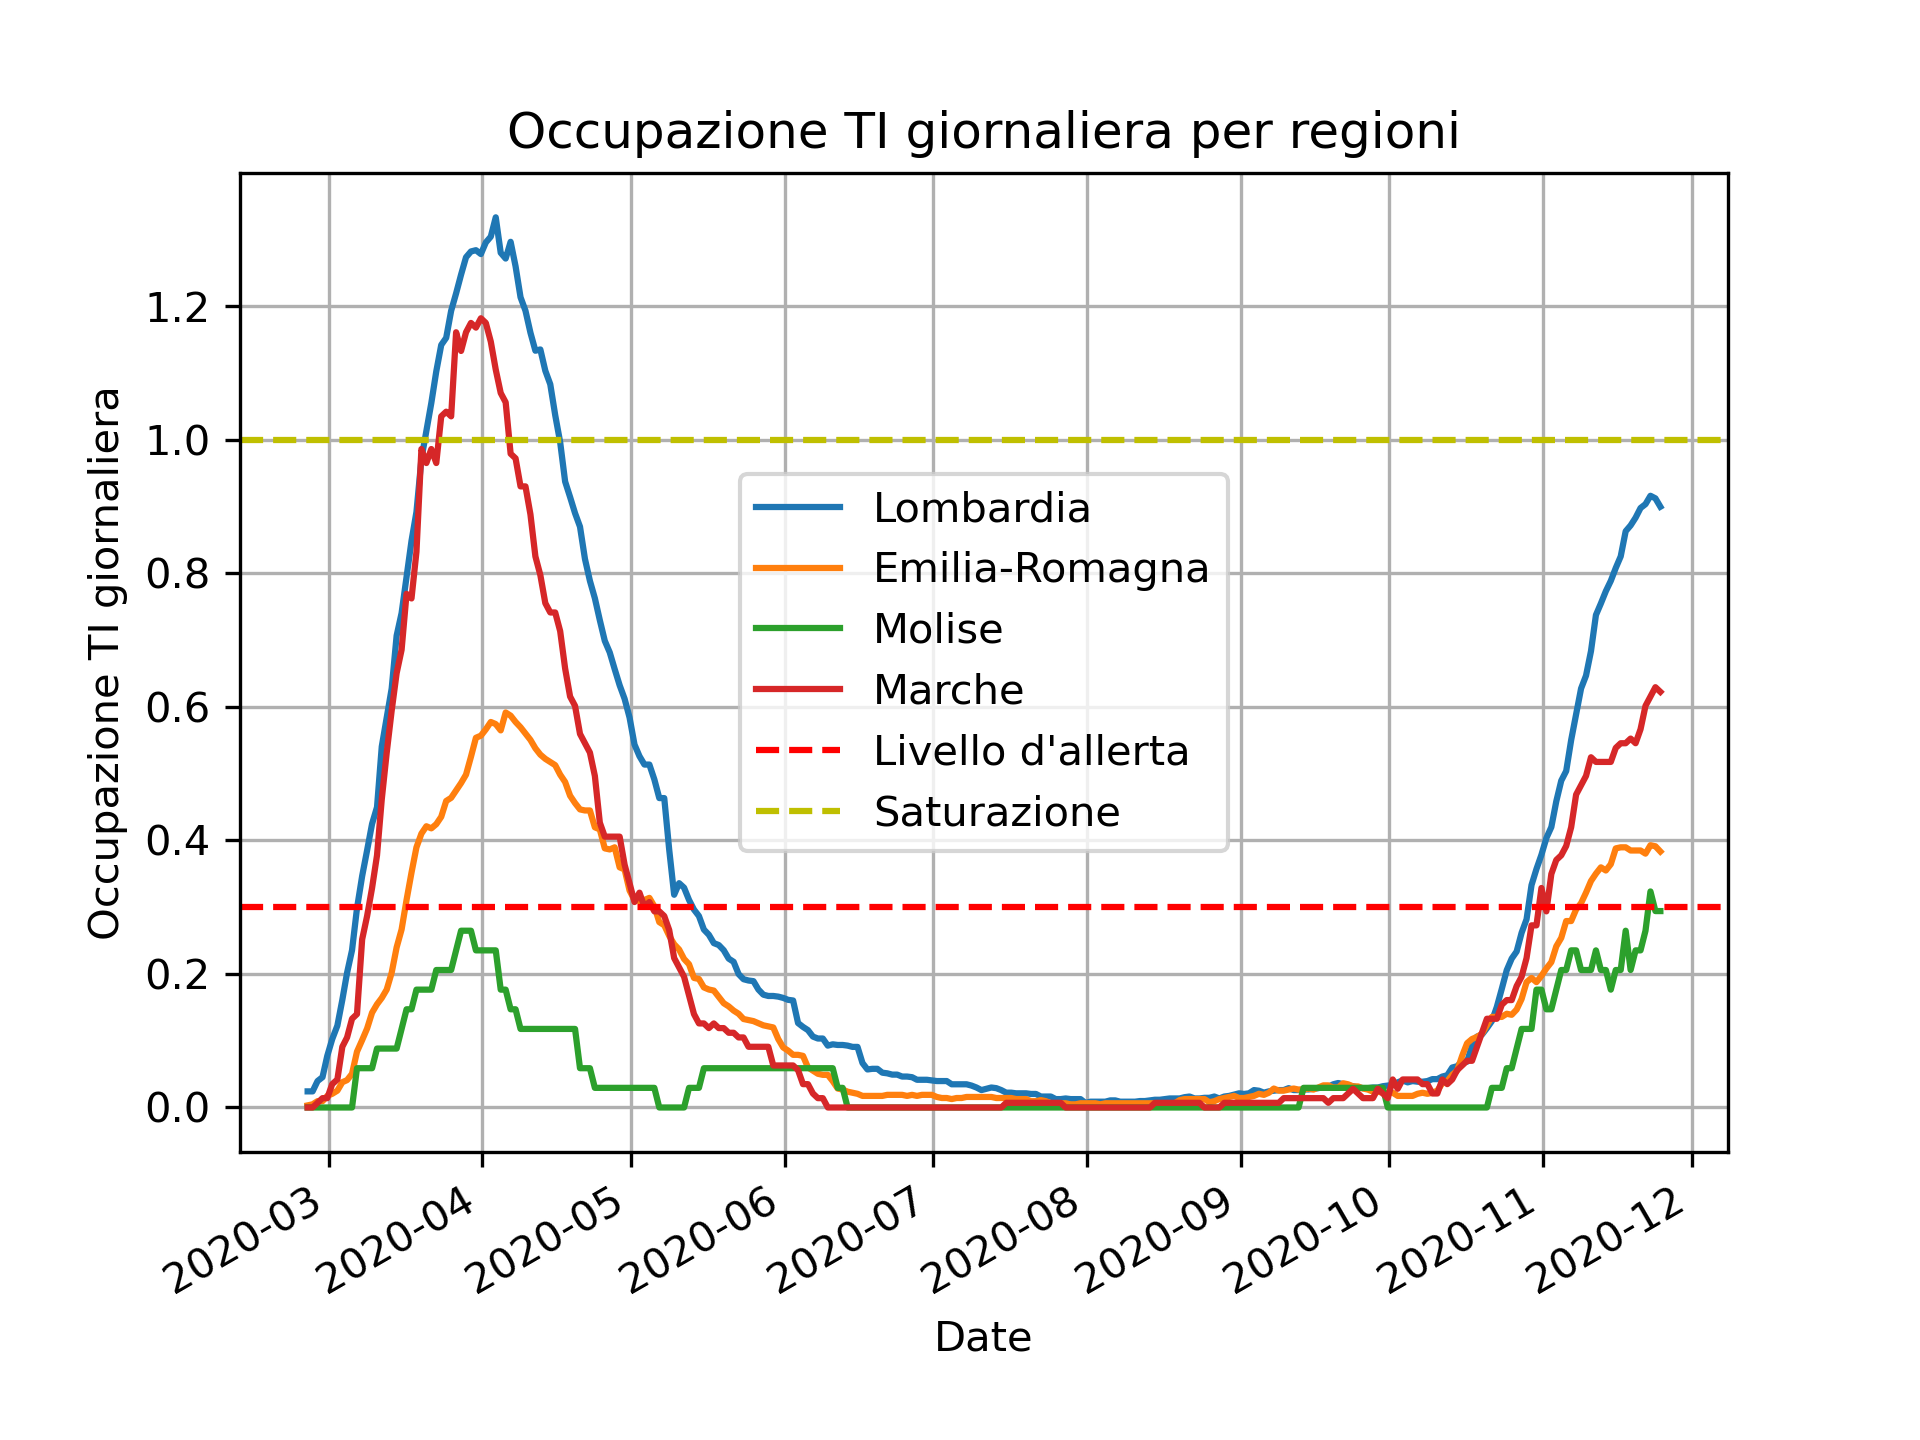 Occupazione TI giornaliera per regioni
Occupazione TI giornaliera
1.2
1.0
0.8
0.6
0.4
0.2
0.0
Lombardia
Emilia-Romagna
Molise
Marche
Livello d'allerta
Saturazione
2020-03
2020-04
2020-05
2020-06
2020-07
2020-08
2020-09
2020-10
2020-11
2020-12
Date